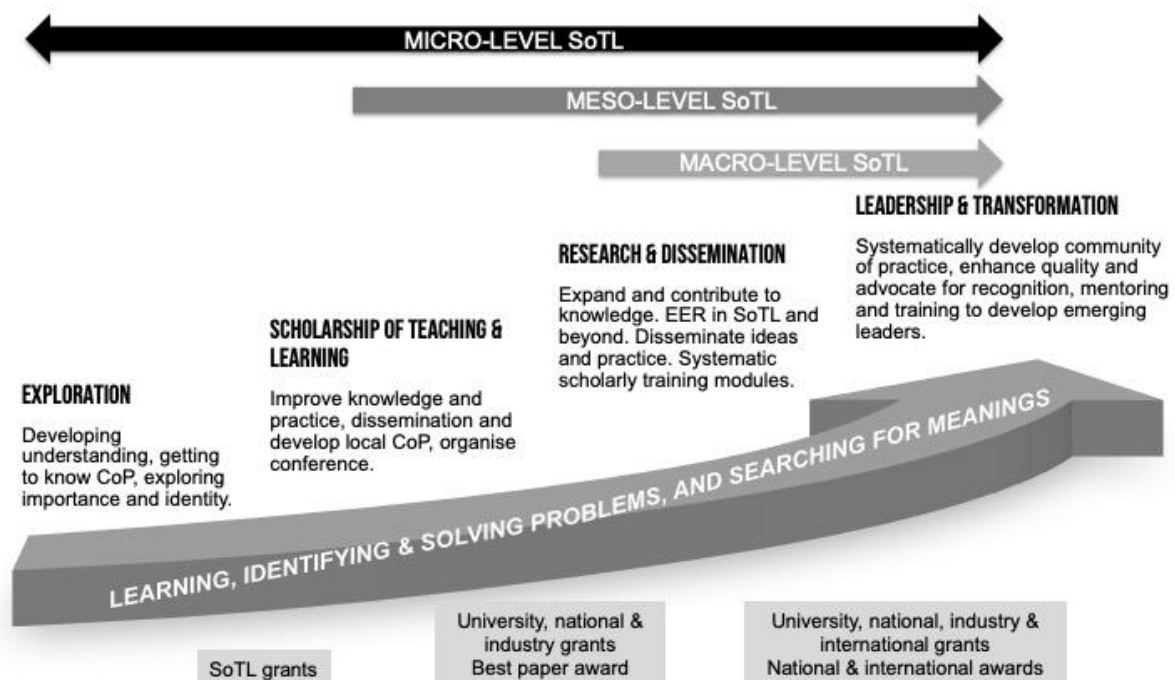 MICRO-LEVEL SoTL
MESO-LEVEL SoTL
MACRO-LEVEL SoTL
LEADERSHIP & TRANSFORMATION
Systematically develop community
of practice, enhance quality and
advocate for recognition, mentoring
and training to develop emerging
leaders.
RESEARCH & DISSEMINATION
Expand and contribute to
knowledge. EER in SoTL and
beyond. Disseminate ideas
and practice. Systematic
scholarly training modules.
SCHOLARSHIP OF TEACHING &
LEARNING
Improve knowledge and
practice, dissemination and
develop local CoP, organise
conference.
EXPLORATION
Developing
understanding, getting
to know CoP, exploring
importance and identity.
LEARNING, IDENTIFYING & SOLVING PROBLEMS, AND SEARCHING FOR MEANINGS
SoTL grants
University, national &
industry grants
Best paper award
University, national, industry &
international grants
National & international awards